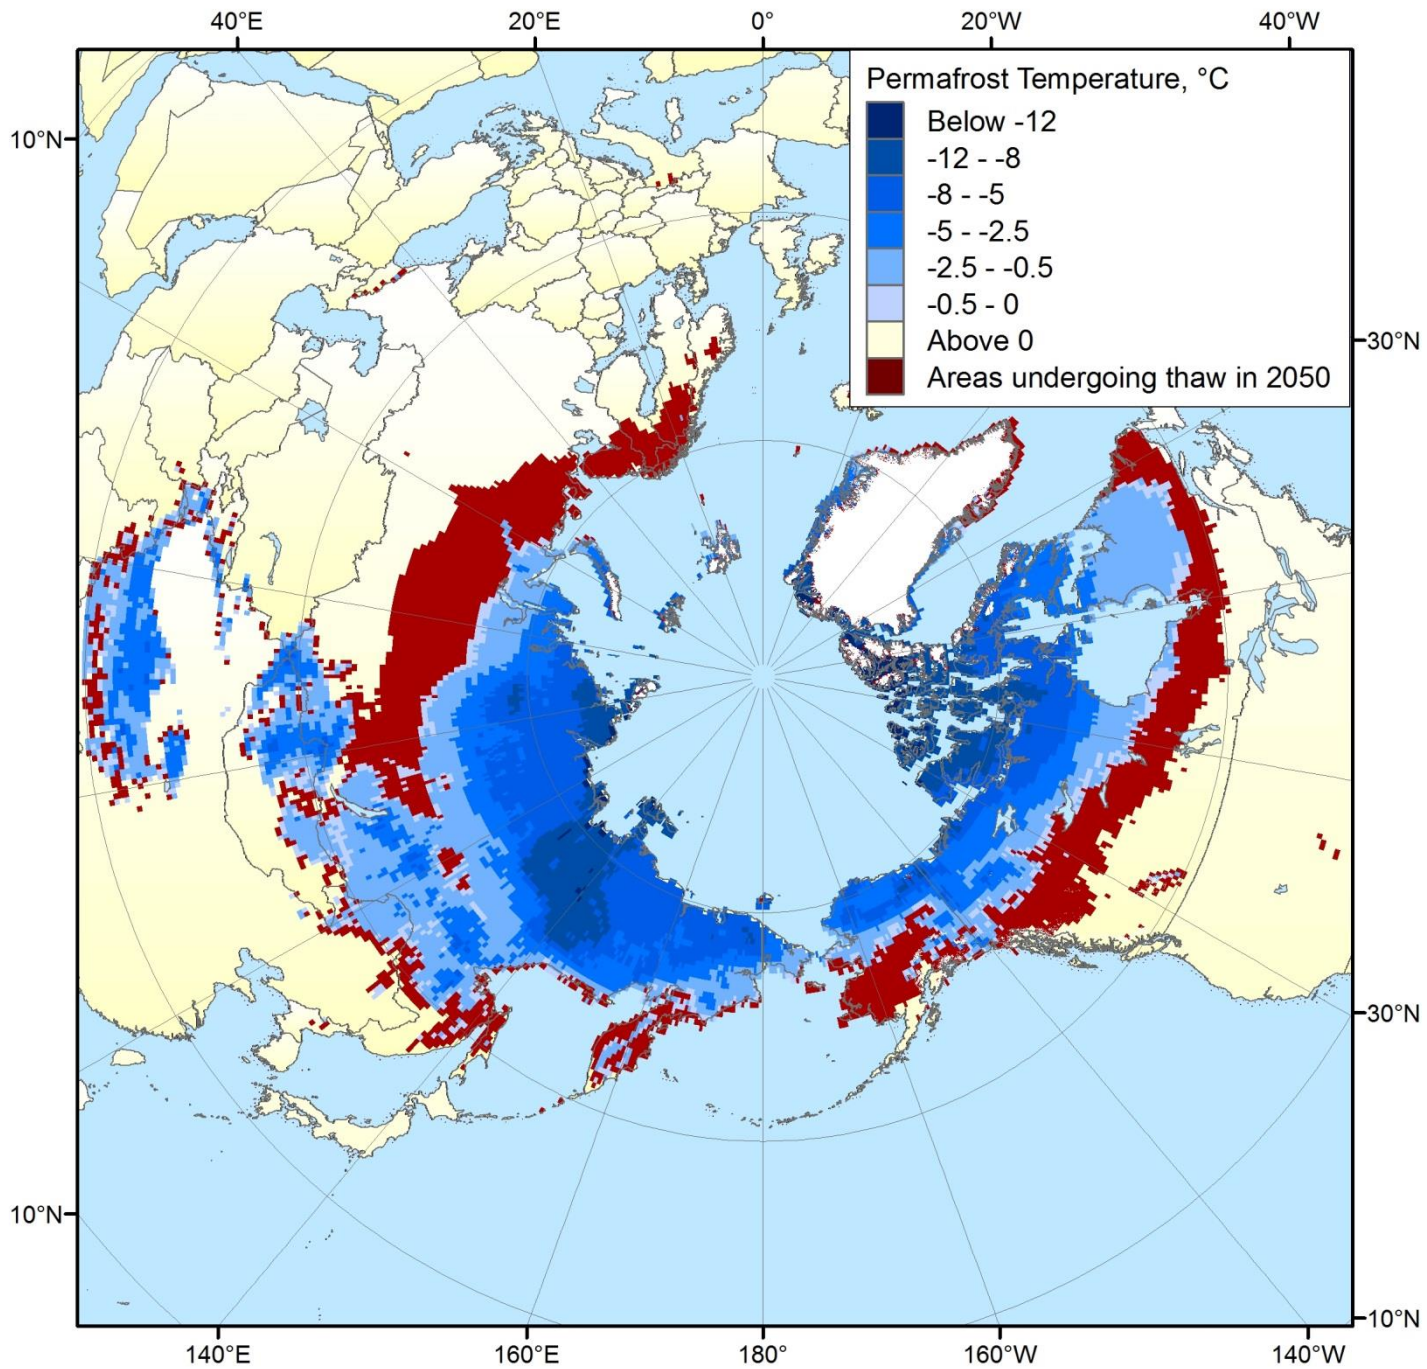 40°E 20°E 0° 20°W 40°W
Permafrost Temperature, °C
Below -12
-12 - -8
-8 - -5
-5 - -2.5
-2.5 - -0.5
-0.5 - 0
Above 0
Areas undergoing thaw in 2050
10°N
30°N
30°N
10°N
10°N
140°E 160°E 180° 160°W 140°W